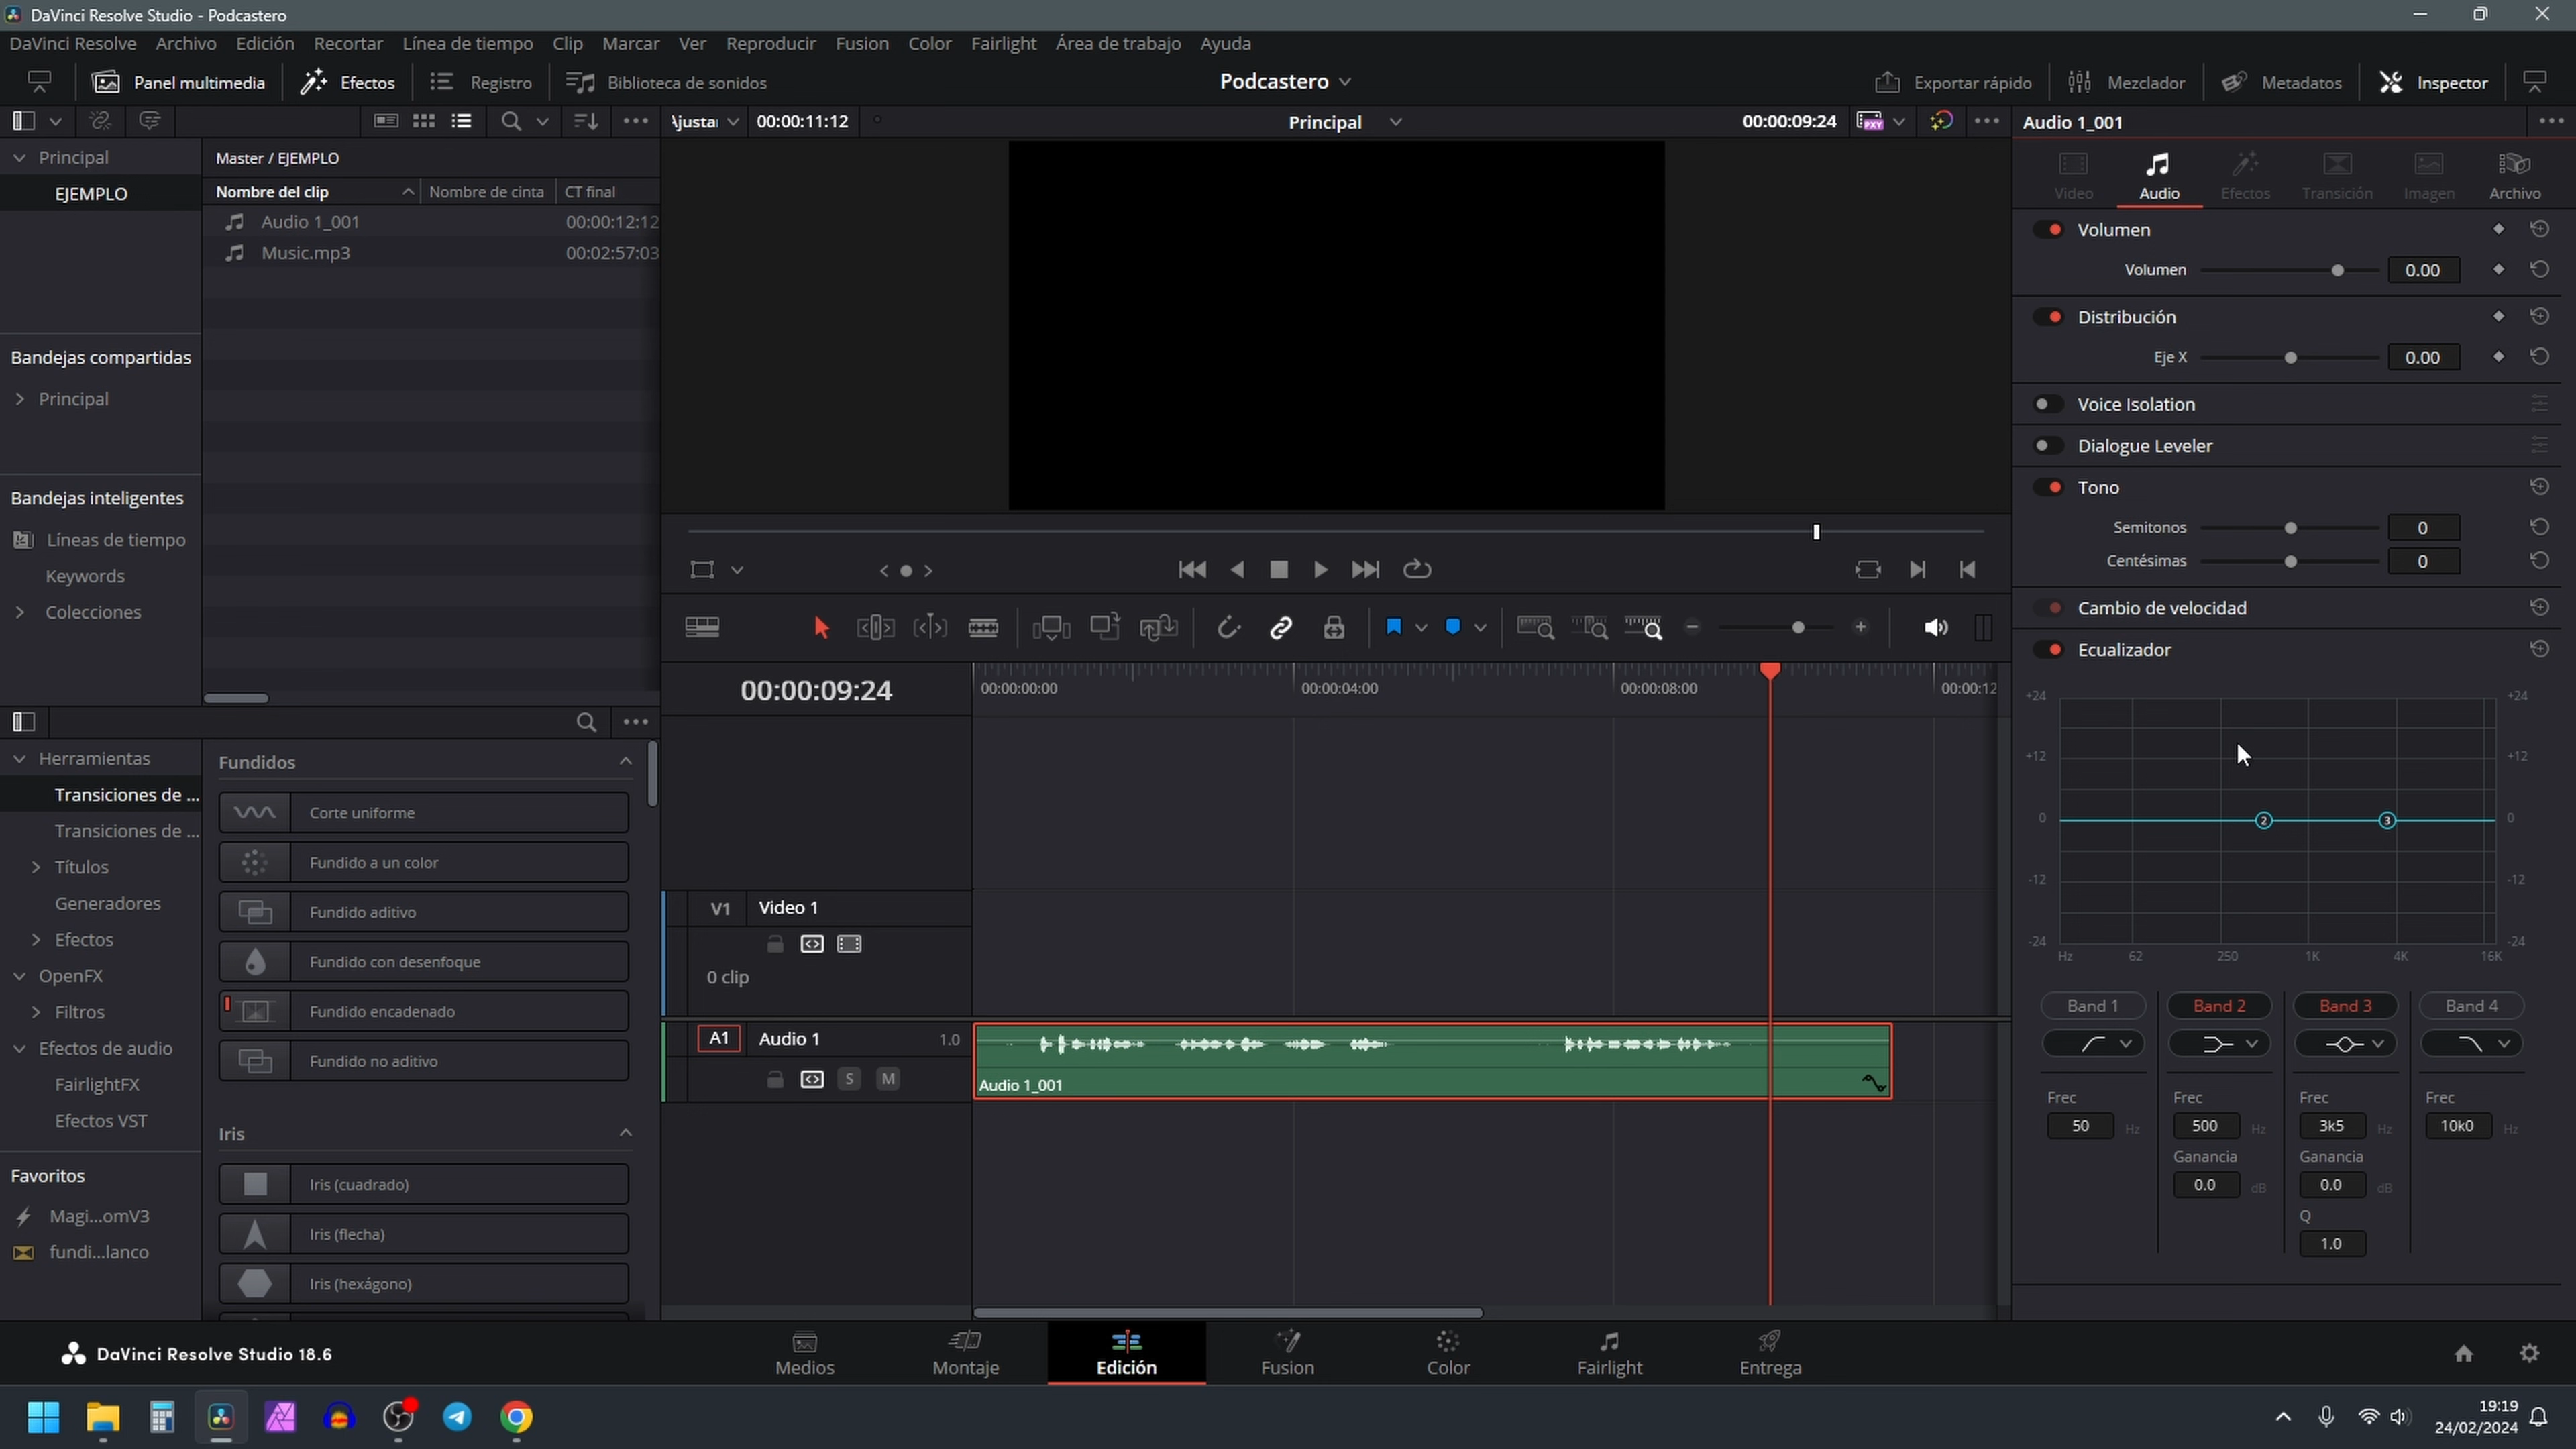 DaVinci Resolve Studio - Podcastero
DaVinci Resolve Archivo Edición Recortar Línea de tiempo Clip Marcar Ver Reproducir Fusion Color Fairlight Área de trabajo Ayuda
Panel multimedia Efectos Registro Biblioteca de sonidos Podcastero Exportar rápido Mezclador Metadatos Inspector
00:00:11:12 Principal 00:00:09:24 PXY Audio 1_001
Principal
EJEMPLO
Master / EJEMPLO
Nombre del clip Nombre de cinta CT final
Audio 1_001 00:00:12:12
Music.mp3 00:02:57:03
Bandejas compartidas
Principal
Bandejas inteligentes
Líneas de tiempo
Keywords
Colecciones
Video Audio Efectos Transición Imagen Archivo
Volumen
Volumen 0.00
Distribución
Eje X 0.00
Voice Isolation
Dialogue Leveler
Tono
Semitonos 0
Centésimas 0
Cambio de velocidad
Ecualizador
+24 +24
+12 +12
0 2 3 0
-12 -12
-24 -24
Hz 62 250 1K 4K 16K
Band 1 Band 2 Band 3 Band 4
Frec Frec Frec Frec
50 Hz 500 Hz 3k5 Hz 10k0 Hz
Ganancia Ganancia
0.0 dB 0.0 dB
Q
1.0
00:00:09:24 00:00:00:00 00:00:04:00 00:00:08:00 00:00:12
V1 Video 1
0 clip
A1 Audio 1 1.0
S M
Audio 1_001
Herramientas
Transiciones de ...
Transiciones de ...
Títulos
Generadores
Efectos
OpenFX
Filtros
Efectos de audio
FairlightFX
Efectos VST
Favoritos
Magi...omV3
fundi...lanco
Fundidos
Corte uniforme
Fundido a un color
Fundido aditivo
Fundido con desenfoque
Fundido encadenado
Fundido no aditivo
Iris
Iris (cuadrado)
Iris (flecha)
Iris (hexágono)
DaVinci Resolve Studio 18.6
Medios Montaje Edición Fusion Color Fairlight Entrega
19:19
24/02/2024